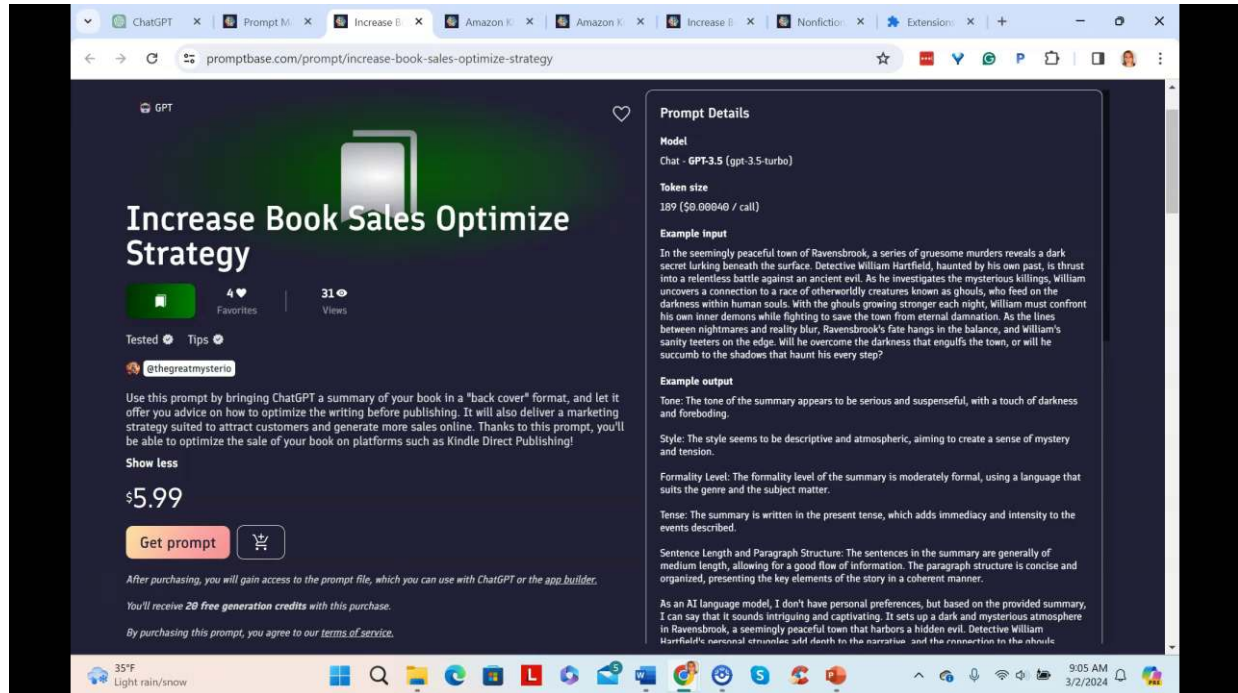 ChatGPT
Prompt M
Increase B
Amazon K
Amazon K
Increase B
Nonfiction
Extension
promptbase.com/prompt/increase-book-sales-optimize-strategy
GPT
Increase Book Sales Optimize
Strategy
4
Favorites
31
Views
Tested
Tips
@thegreatmysterio
Use this prompt by bringing ChatGPT a summary of your book in a "back cover" format, and let it
offer you advice on how to optimize the writing before publishing. It will also deliver a marketing
strategy suited to attract customers and generate more sales online. Thanks to this prompt, you'll
be able to optimize the sale of your book on platforms such as Kindle Direct Publishing!
Show less
$5.99
Get prompt
After purchasing, you will gain access to the prompt file, which you can use with ChatGPT or the app builder.
You'll receive 20 free generation credits with this purchase.
By purchasing this prompt, you agree to our terms of service.
Prompt Details
Model
Chat - GPT-3.5 (gpt-3.5-turbo)
Token size
189 ($0.00040 / call)
Example input
In the seemingly peaceful town of Ravensbrook, a series of gruesome murders reveals a dark
secret lurking beneath the surface. Detective William Hartfield, haunted by his own past, is thrust
into a relentless battle against an ancient evil. As he investigates the mysterious killings, William
uncovers a connection to a race of otherworldly creatures known as ghouls, who feed on the
darkness within human souls. With the ghouls growing stronger each night, William must confront
his own inner demons while fighting to save the town from eternal damnation. As the lines
between nightmares and reality blur, Ravensbrook's fate hangs in the balance, and William's
sanity teeters on the edge. Will he overcome the darkness that engulfs the town, or will he
succumb to the shadows that haunt his every step?
Example output
Tone: The tone of the summary appears to be serious and suspenseful, with a touch of darkness
and foreboding.
Style: The style seems to be descriptive and atmospheric, aiming to create a sense of mystery
and tension.
Formality Level: The formality level of the summary is moderately formal, using a language that
suits the genre and the subject matter.
Tense: The summary is written in the present tense, which adds immediacy and intensity to the
events described.
Sentence Length and Paragraph Structure: The sentences in the summary are generally of
medium length, allowing for a good flow of information. The paragraph structure is concise and
organized, presenting the key elements of the story in a coherent manner.
As an AI language model, I don't have personal preferences, but based on the provided summary,
I can say that it sounds intriguing and captivating. It sets up a dark and mysterious atmosphere
in Ravensbrook, a seemingly peaceful town that harbors a hidden evil. Detective William
Hartfield's personal struggles add depth to the narrative, and the connection to the ghouls
35°F
Light rain/snow
9:05 AM
3/2/2024